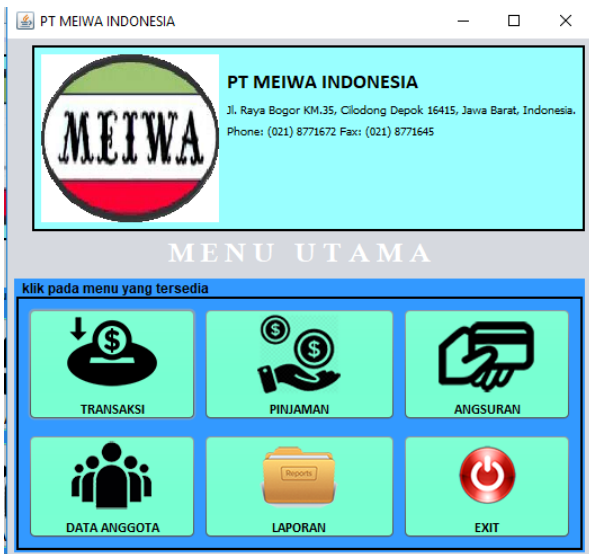 PT MEIWA INDONESIA
MEIWA
PT MEIWA INDONESIA
Jl. Raya Bogor KM.35, Cilodong Depok 16415, Jawa Barat, Indonesia.
Phone: (021) 8771672 Fax: (021) 8771645
MENU UTAMA
klik pada menu yang tersedia
TRANSAKSI
PINJAMAN
ANGSURAN
Reports
DATA ANGGOTA
LAPORAN
EXIT